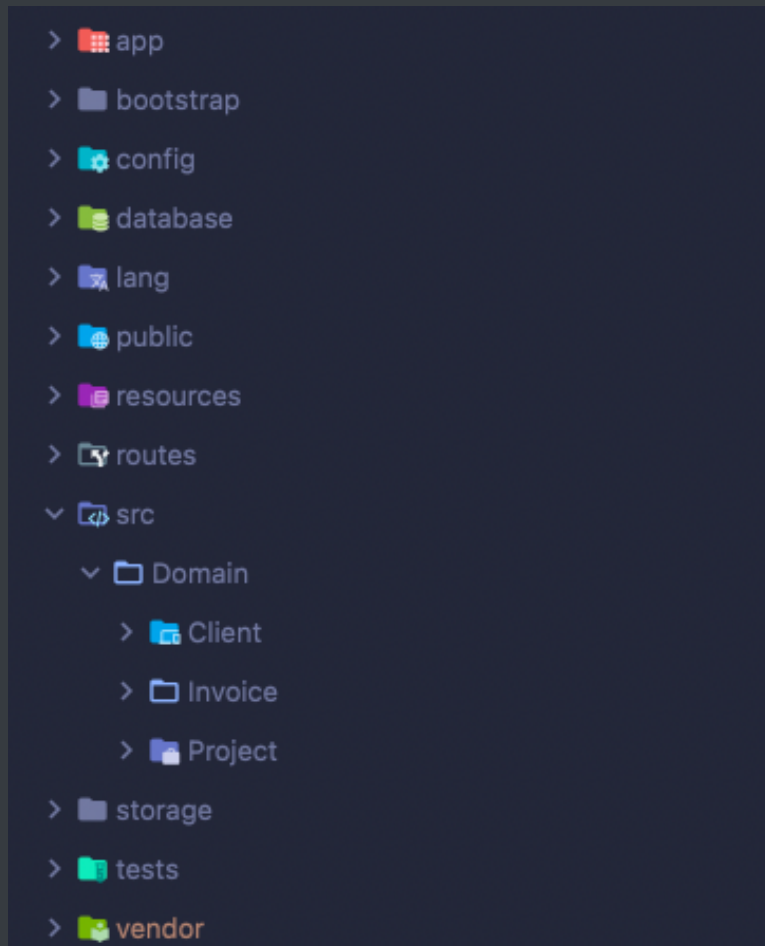 app
bootstrap
config
database
lang
public
resources
routes
src
Domain
Client
Invoice
Project
storage
tests
vendor